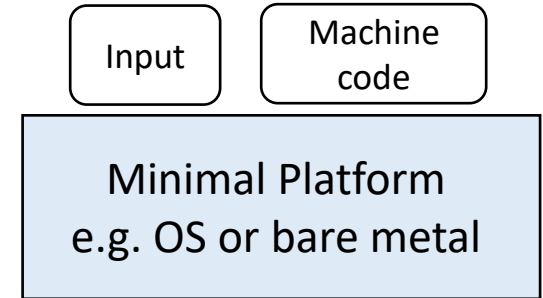 Input
Machine
code
Minimal Platform
e.g. OS or bare metal